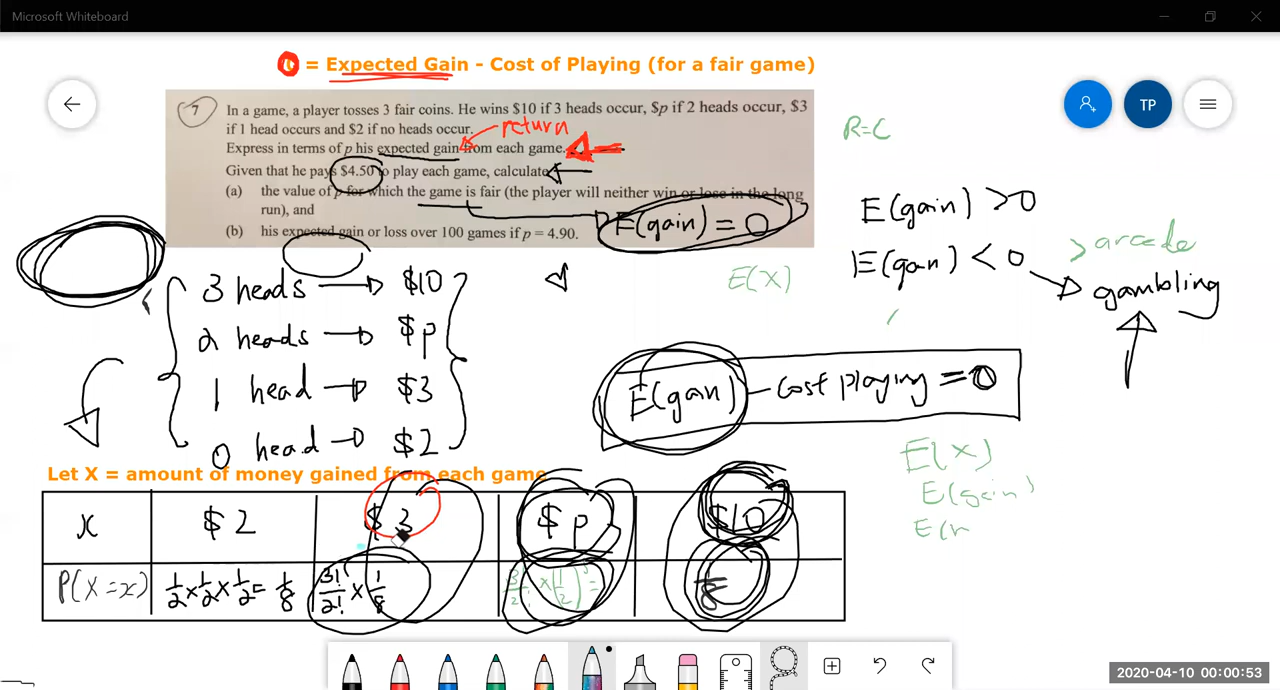 Microsoft Whiteboard
0 = Expected Gain - Cost of Playing (for a fair game)
7 In a game, a player tosses 3 fair coins. He wins $10 if 3 heads occur, $p if 2 heads occur, $3
if 1 head occurs and $2 if no heads occur.
return
Express in terms of p his expected gain from each game.
Given that he pays $4.50 to play each game, calculate
(a) the value of p for which the game is fair (the player will neither win or lose in the long
run), and
E(gain) = 0
(b) his expected gain or loss over 100 games if p = 4.90.
TP
R=C
E(gain) > 0
E(gain) < 0
> arcade
gambling
E(X)
3 heads → $10
2 heads → $p
1 head → $3
0 head → $2
E(gain) - cost playing = 0
E(X)
E(gain)
E(r
Let X = amount of money gained from each game
x $2 $3 $p $10
P(X=x) 1/2 x 1/2 x 1/2 = 1/8 3!/2! x 1/8 3!/2! x (1/2)³ = 1/8
2020-04-10 00:00:53